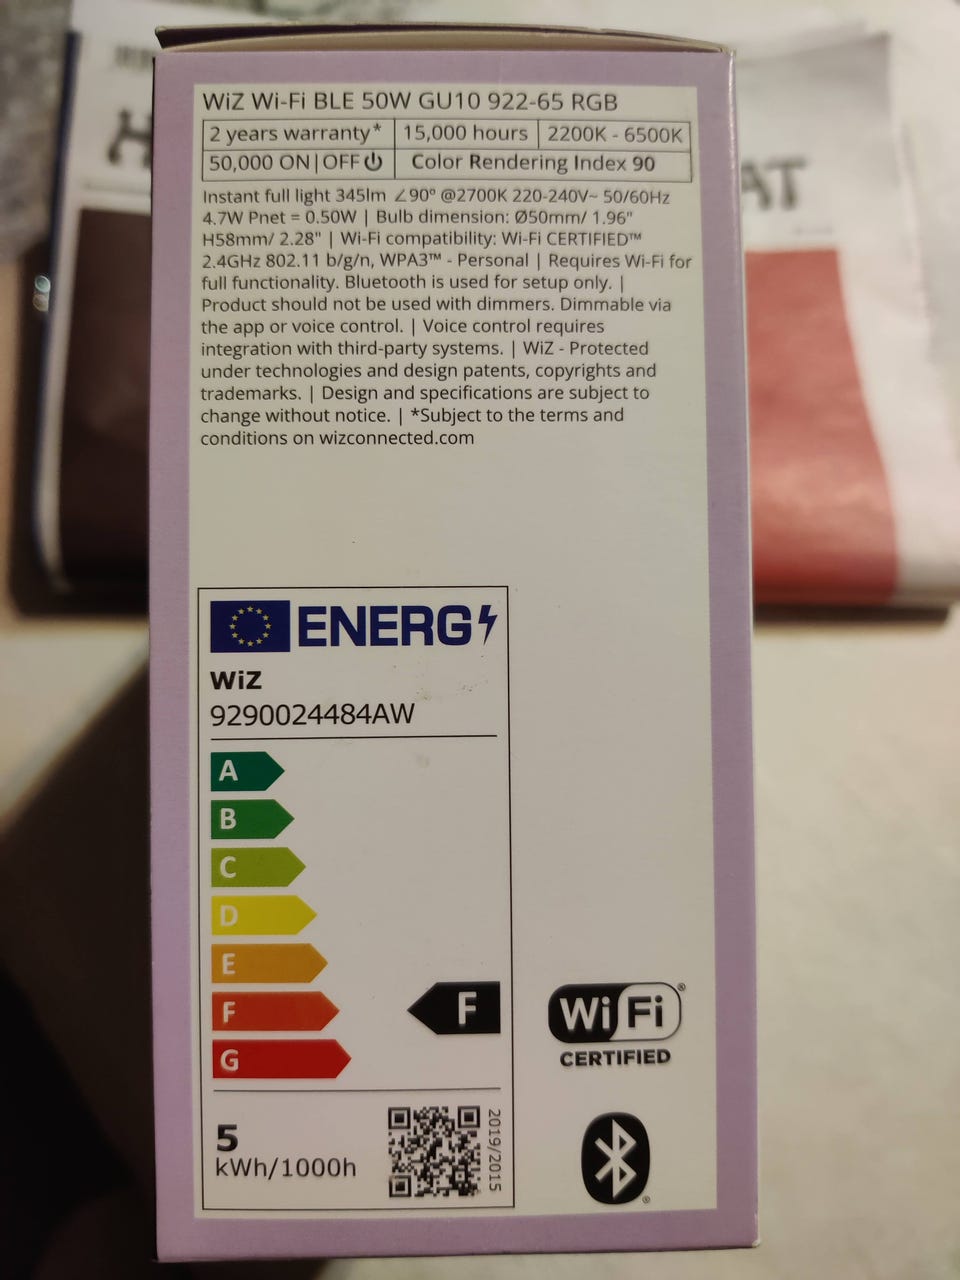 WiZ Wi-Fi BLE 50W GU10 922-65 RGB
2 years warranty* | 15,000 hours | 2200K - 6500K
50,000 ON|OFF | Color Rendering Index 90
Instant full light 345lm ∠90° @2700K 220-240V~ 50/60Hz
4.7W Pnet = 0.50W | Bulb dimension: Ø50mm/ 1.96"
H58mm/ 2.28" | Wi-Fi compatibility: Wi-Fi CERTIFIED™
2.4GHz 802.11 b/g/n, WPA3™ - Personal | Requires Wi-Fi for
full functionality. Bluetooth is used for setup only. |
Product should not be used with dimmers. Dimmable via
the app or voice control. | Voice control requires
integration with third-party systems. | WiZ - Protected
under technologies and design patents, copyrights and
trademarks. | Design and specifications are subject to
change without notice. | *Subject to the terms and
conditions on wizconnected.com
ENERG
WiZ
9290024484AW
A
B
C
D
E
F
F
G
5
kWh/1000h
2019/2015
WiFi®
CERTIFIED
®